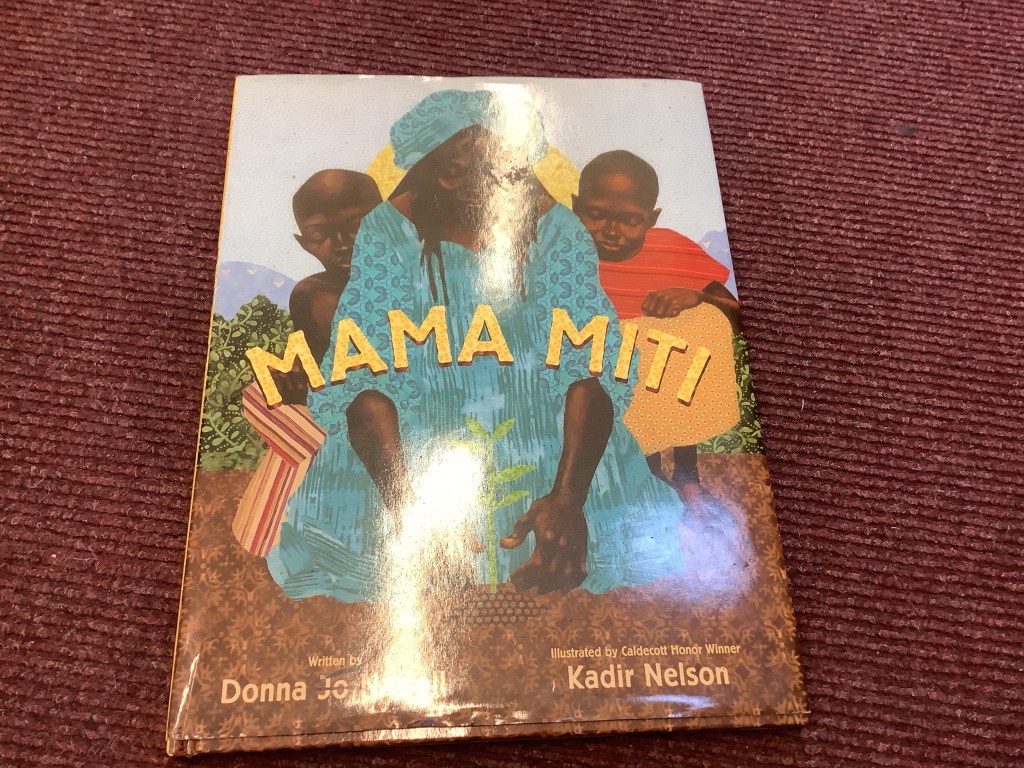 MAMA MITI
Written by
Donna Jo
Illustrated by Caldecott Honor Winner
Kadir Nelson